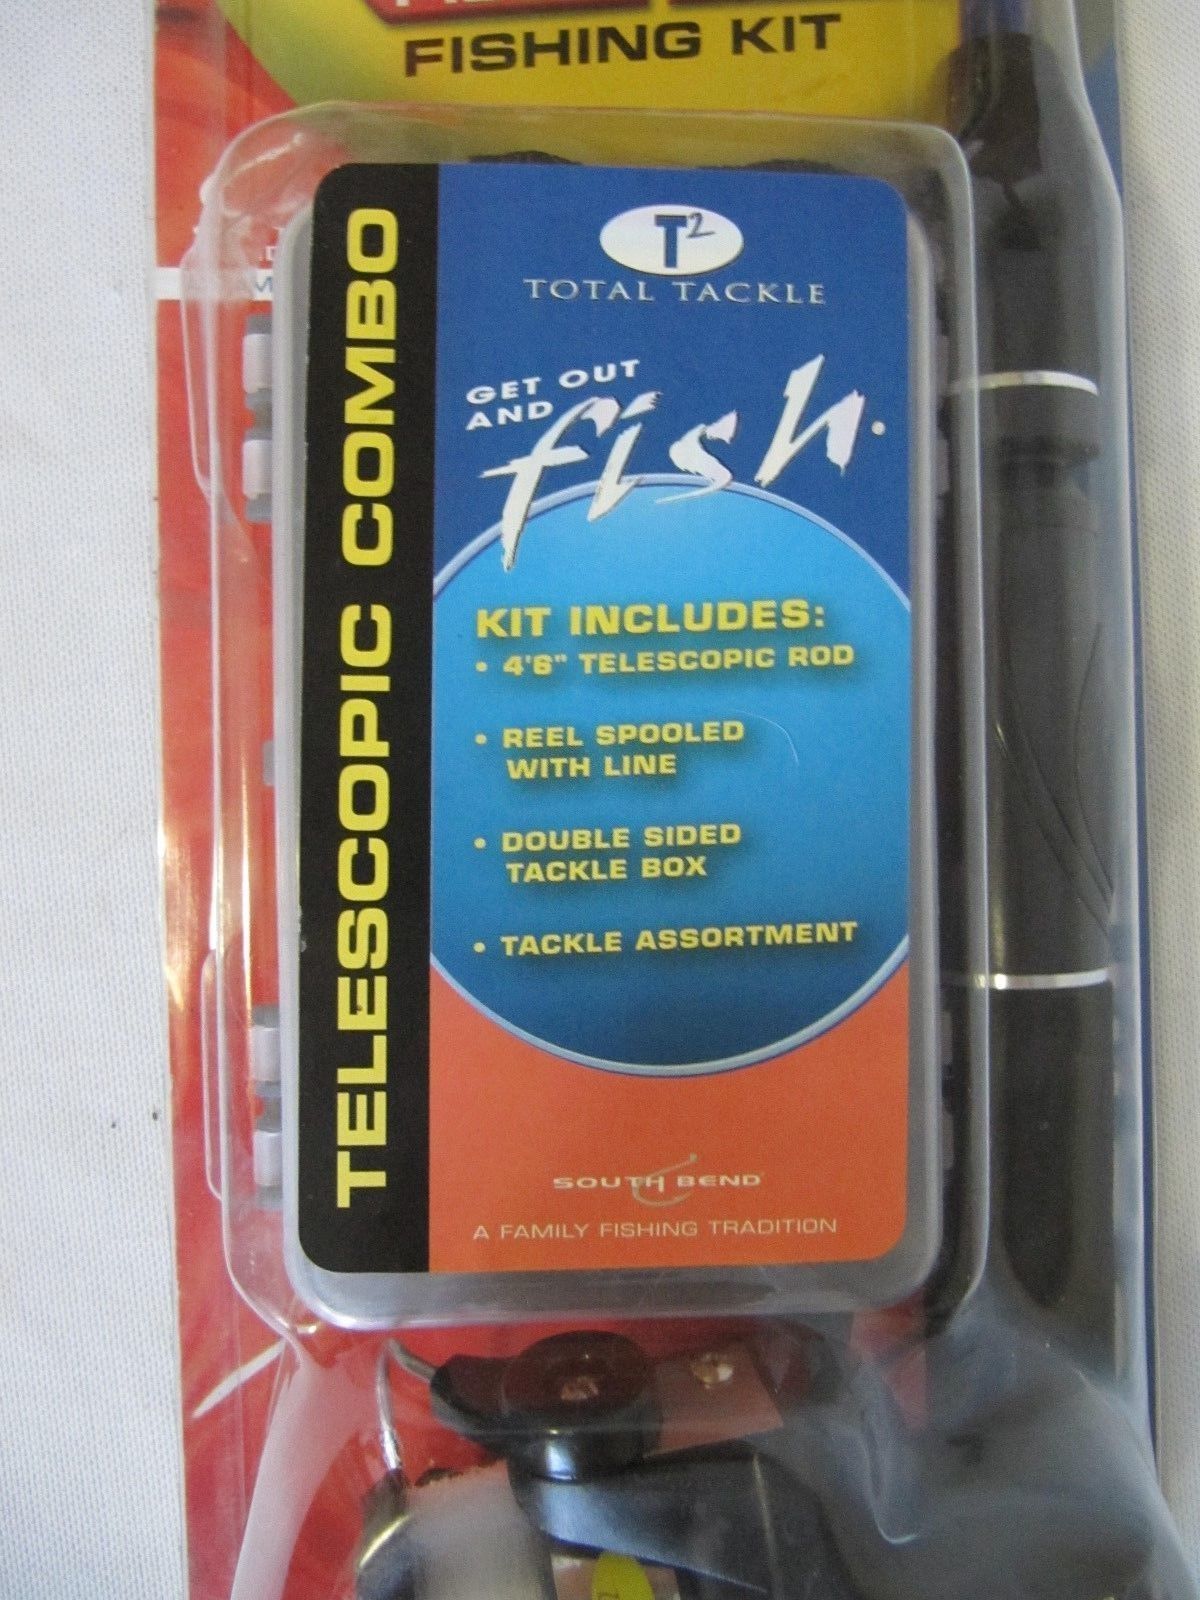 FISHING KIT
TELESCOPIC COMBO
T2
TOTAL TACKLE
GET OUT
AND
fish.
KIT INCLUDES:
• 4'6" TELESCOPIC ROD
• REEL SPOOLED
WITH LINE
• DOUBLE SIDED
TACKLE BOX
• TACKLE ASSORTMENT
SOUTH BEND
A FAMILY FISHING TRADITION